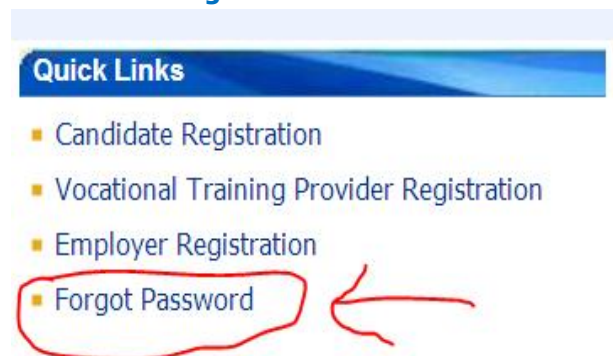 Quick Links
Candidate Registration
Vocational Training Provider Registration
Employer Registration
Forgot Password